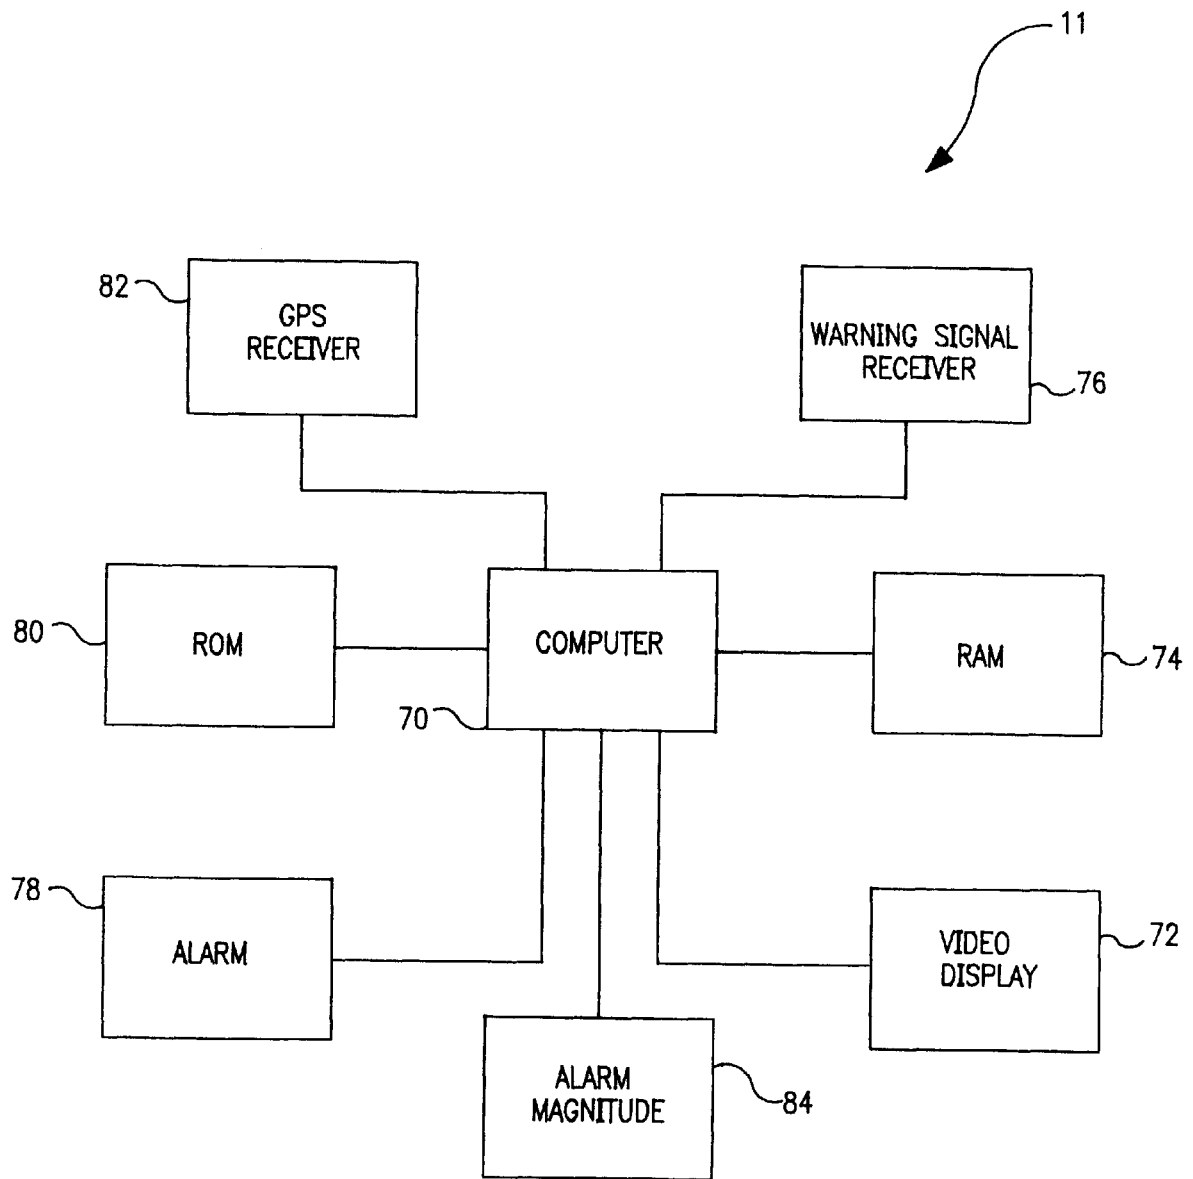 11
82
GPS
RECEIVER
WARNING SIGNAL
RECEIVER
76
80
ROM
COMPUTER
70
RAM
74
78
ALARM
VIDEO
DISPLAY
72
ALARM
MAGNITUDE
84